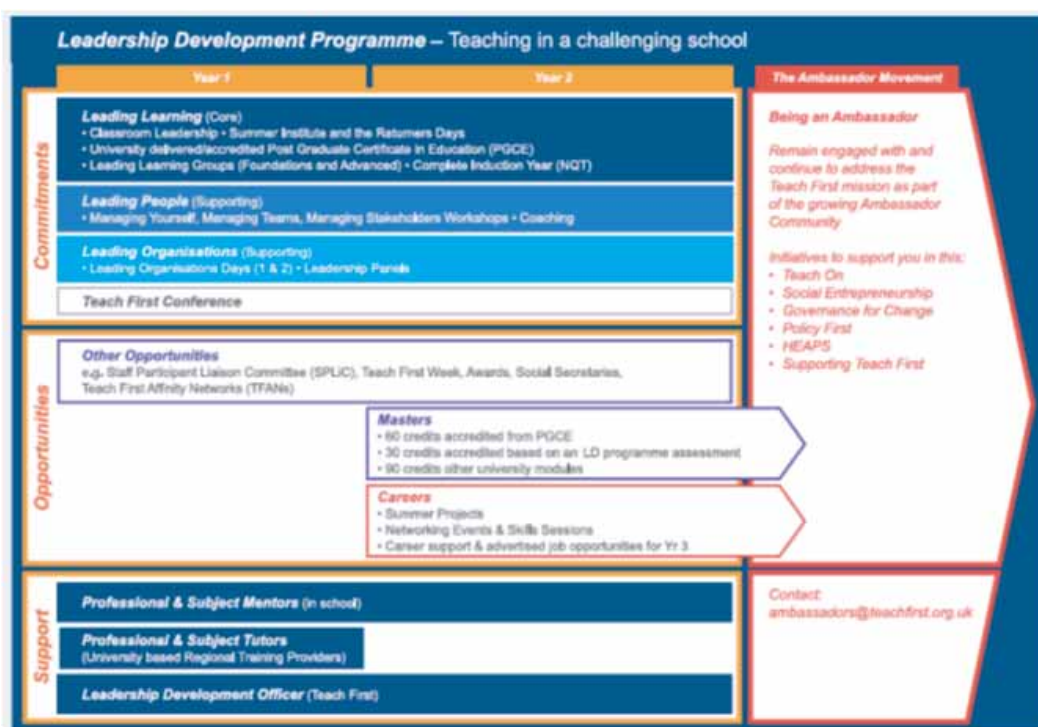 Leadership Development Programme – Teaching in a challenging school
Year 1
Year 2
The Ambassador Movement
Commitments
Leading Learning (Core)
• Classroom Leadership • Summer Institute and the Returners Days
• University delivered/accredited Post Graduate Certificate in Education (PGCE)
• Leading Learning Groups (Foundations and Advanced) • Complete Induction Year (NQT)
Leading People (Supporting)
• Managing Yourself, Managing Teams, Managing Stakeholders Workshops • Coaching
Leading Organisations (Supporting)
• Leading Organisations Days (1 & 2) • Leadership Panels
Teach First Conference
Opportunities
Other Opportunities
e.g. Staff Participant Liaison Committee (SPLiC), Teach First Week, Awards, Social Secretaries,
Teach First Affinity Networks (TFANs)
Masters
• 60 credits accredited from PGCE
• 30 credits accredited based on an LD programme assessment
• 90 credits other university modules
Careers
• Summer Projects
• Networking Events & Skills Sessions
• Career support & advertised job opportunities for Yr 3
Support
Professional & Subject Mentors (in school)
Professional & Subject Tutors
(University based Regional Training Providers)
Leadership Development Officer (Teach First)
Being an Ambassador
Remain engaged with and
continue to address the
Teach First mission as part
of the growing Ambassador
Community
Initiatives to support you in this:
• Teach On
• Social Entrepreneurship
• Governance for Change
• Policy First
• HEAPS
• Supporting Teach First
Contact:
ambassadors@teachfirst.org.uk